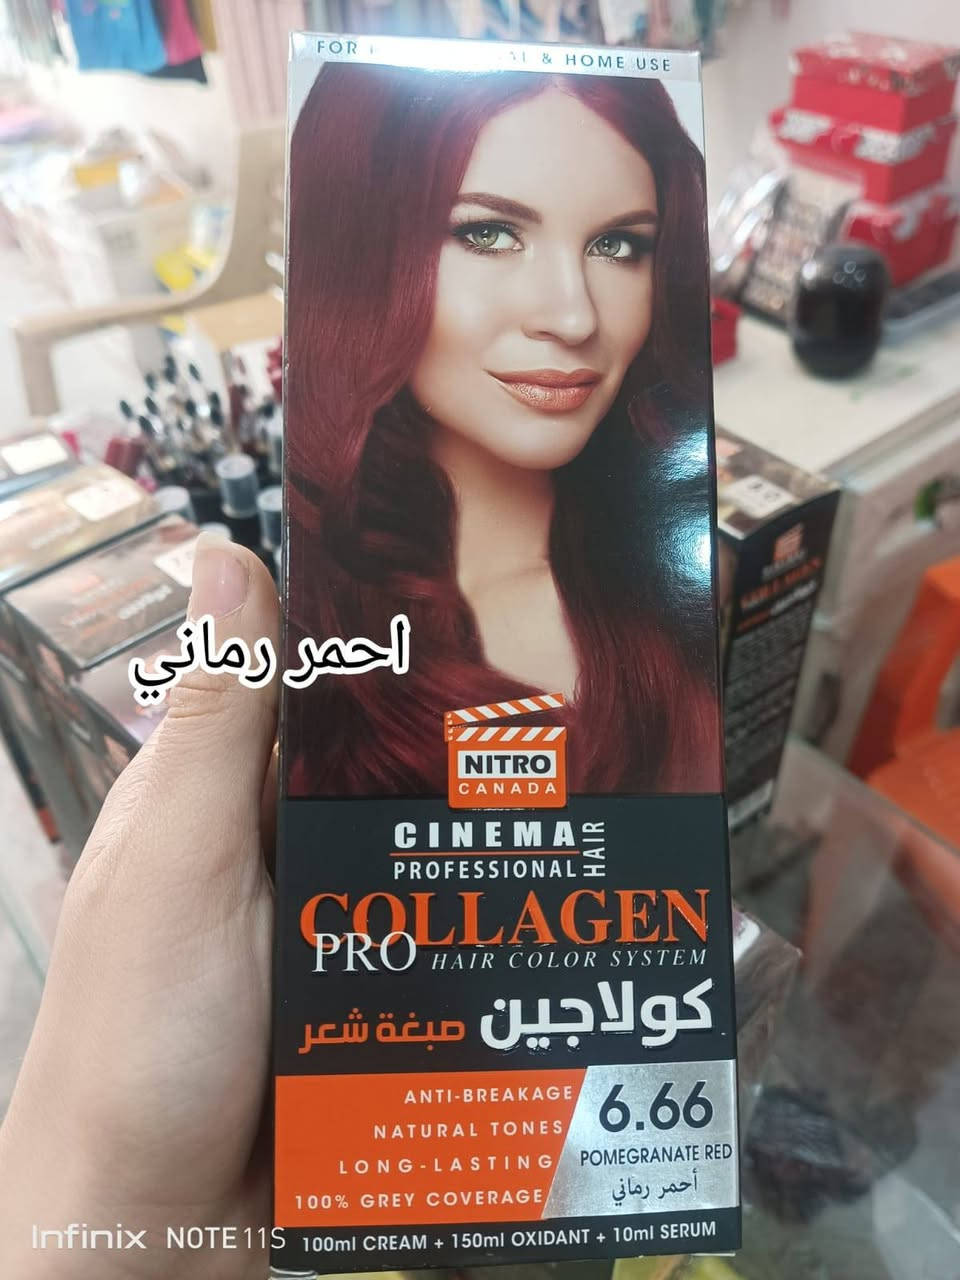 & HOME USE
احمر رماني
NITRO
CANADA
CINEMA
HAIR
PROFESSIONAL
COLLAGEN
PRO HAIR COLOR SYSTEM
كولاجين صبغة شعر
ANTI-BREAKAGE
NATURAL TONES
LONG-LASTING
100% GREY COVERAGE
6.66
POMEGRANATE RED
أحمر رماني
100ml CREAM + 150ml OXIDANT + 10ml SERUM
Infinix NOTE 11S